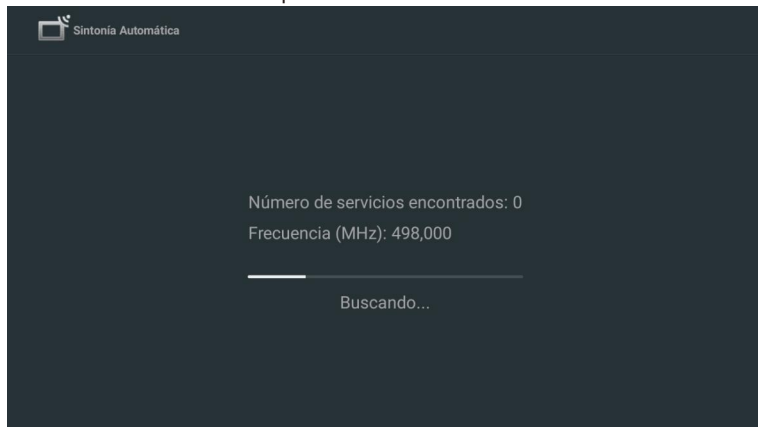 Sintonía Automática
Número de servicios encontrados: 0
Frecuencia (MHz): 498,000
Buscando...